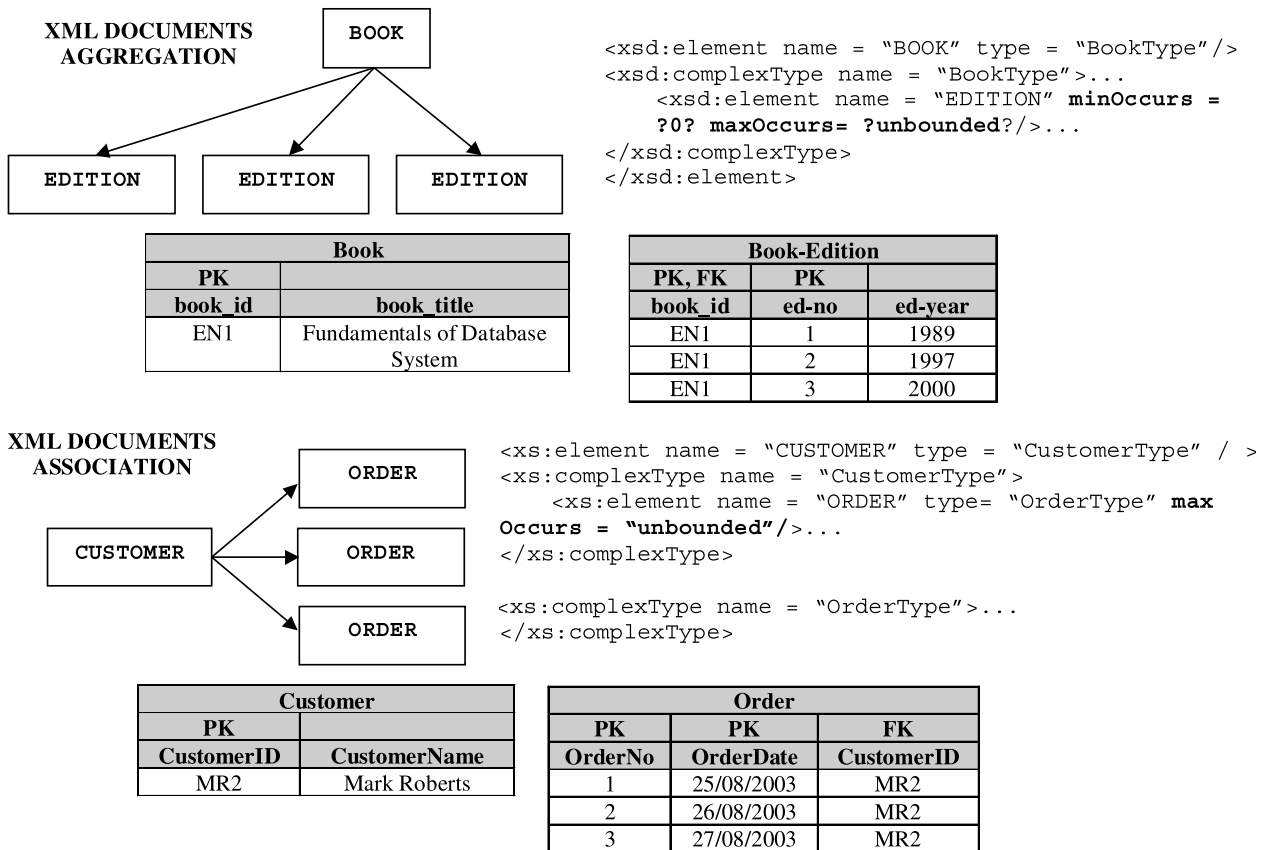 XML DOCUMENTS
AGGREGATION
BOOK
EDITION
EDITION
EDITION
<xsd:element name = “BOOK” type = “BookType”/>
<xsd:complexType name = “BookType”>...
<xsd:element name = “EDITION” minOccurs =
?0? maxOccurs= ?unbounded?/>...
</xsd:complexType>
</xsd:element>
Book
PK
book_id book_title
EN1 Fundamentals of Database
System
Book-Edition
PK, FK PK
book_id ed-no ed-year
EN1 1 1989
EN1 2 1997
EN1 3 2000
XML DOCUMENTS
ASSOCIATION
CUSTOMER
ORDER
ORDER
ORDER
<xs:element name = “CUSTOMER” type = “CustomerType” / >
<xs:complexType name = “CustomerType”>
<xs:element name = “ORDER” type= “OrderType” max
Occurs = “unbounded”/>...
</xs:complexType>
<xs:complexType name = “OrderType”>...
</xs:complexType>
Customer
PK
CustomerID CustomerName
MR2 Mark Roberts
Order
PK PK FK
OrderNo OrderDate CustomerID
1 25/08/2003 MR2
2 26/08/2003 MR2
3 27/08/2003 MR2